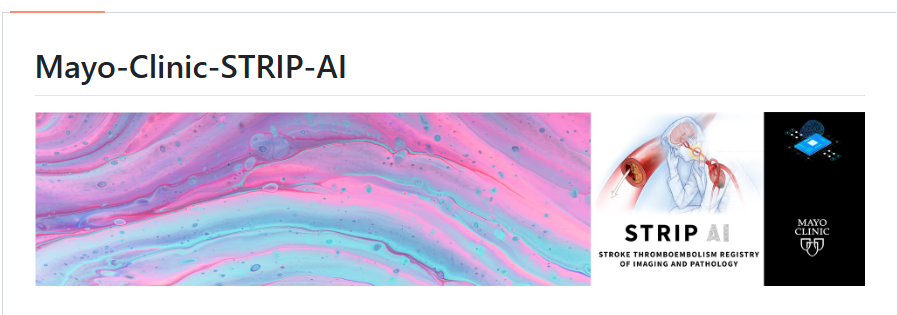 Mayo-Clinic-STRIP-AI
STRIP AI
STROKE THROMBOEMBOLISM REGISTRY
OF IMAGING AND PATHOLOGY
MAYO
CLINIC